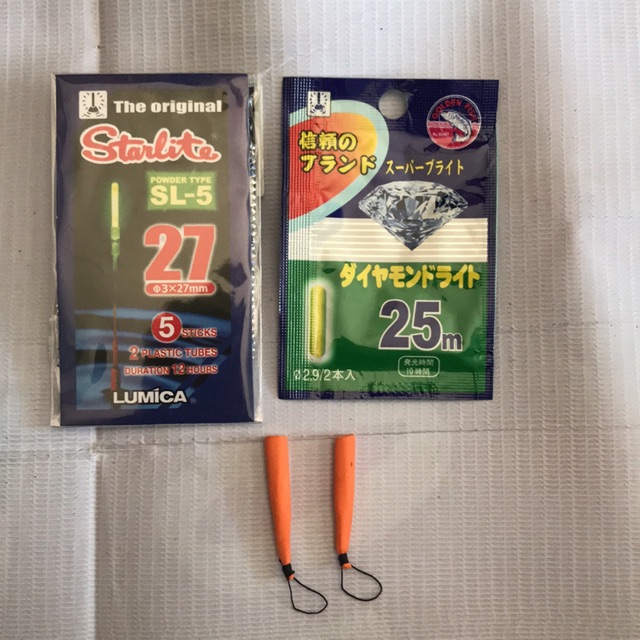 The original
Starlite
POWDER TYPE
SL-5
27
Φ3×27mm
5 STICKS
2 PLASTIC TUBES
DURATION 12 HOURS
LUMICA
信頼の
ブランド
スーパーブライト
ダイヤモンドライト
25m
発光時間
10時間
Ø2.9/2本入